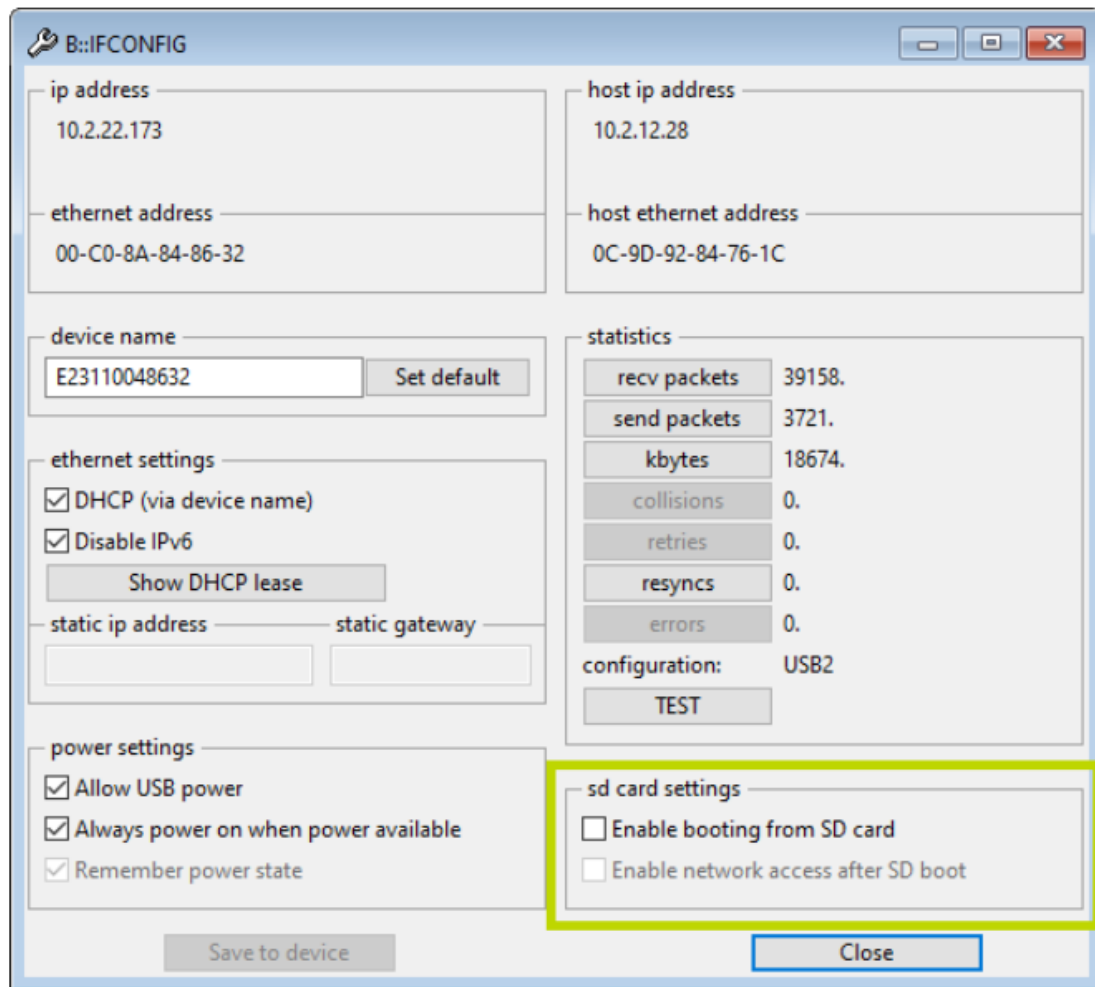 B::IFCONFIG
ip address
10.2.22.173
ethernet address
00-C0-8A-84-86-32
host ip address
10.2.12.28
host ethernet address
0C-9D-92-84-76-1C
device name
E23110048632
Set default
ethernet settings
DHCP (via device name)
Disable IPv6
Show DHCP lease
static ip address static gateway
power settings
Allow USB power
Always power on when power available
Remember power state
statistics
recv packets 39158.
send packets 3721.
kbytes 18674.
collisions 0.
retries 0.
resyncs 0.
errors 0.
configuration: USB2
TEST
sd card settings
Enable booting from SD card
Enable network access after SD boot
Save to device
Close